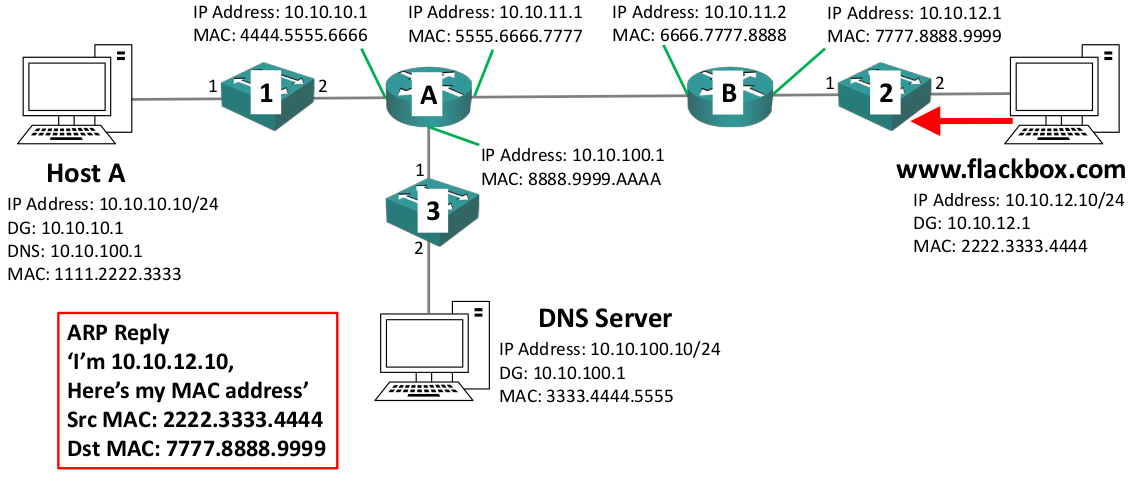 IP Address: 10.10.10.1
MAC: 4444.5555.6666
IP Address: 10.10.11.1
MAC: 5555.6666.7777
IP Address: 10.10.11.2
MAC: 6666.7777.8888
IP Address: 10.10.12.1
MAC: 7777.8888.9999
1
1
2
A
B
1
2
2
Host A
IP Address: 10.10.10.10/24
DG: 10.10.10.1
DNS: 10.10.100.1
MAC: 1111.2222.3333
IP Address: 10.10.100.1
MAC: 8888.9999.AAAA
www.flackbox.com
IP Address: 10.10.12.10/24
DG: 10.10.12.1
MAC: 2222.3333.4444
1
3
2
DNS Server
IP Address: 10.10.100.10/24
DG: 10.10.100.1
MAC: 3333.4444.5555
ARP Reply
‘I’m 10.10.12.10,
Here’s my MAC address’
Src MAC: 2222.3333.4444
Dst MAC: 7777.8888.9999